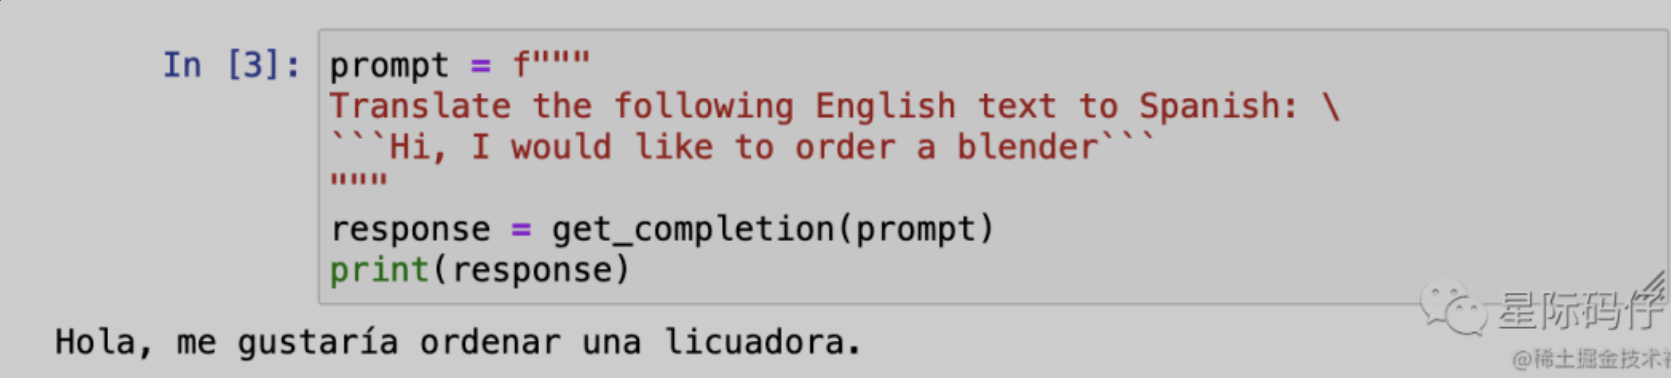 In [3]: prompt = f"""
Translate the following English text to Spanish: \
```Hi, I would like to order a blender```
"""
response = get_completion(prompt)
print(response)
Hola, me gustaría ordenar una licuadora.
星际码仔
@稀土掘金技术社